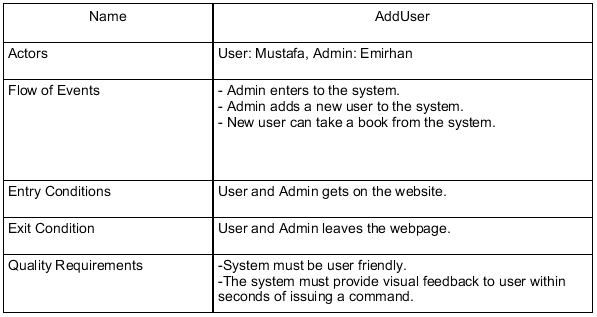 Name AddUser
Actors User: Mustafa, Admin: Emirhan
Flow of Events - Admin enters to the system.
- Admin adds a new user to the system.
- New user can take a book from the system.
Entry Conditions User and Admin gets on the website.
Exit Condition User and Admin leaves the webpage.
Quality Requirements -System must be user friendly.
-The system must provide visual feedback to user within
seconds of issuing a command.